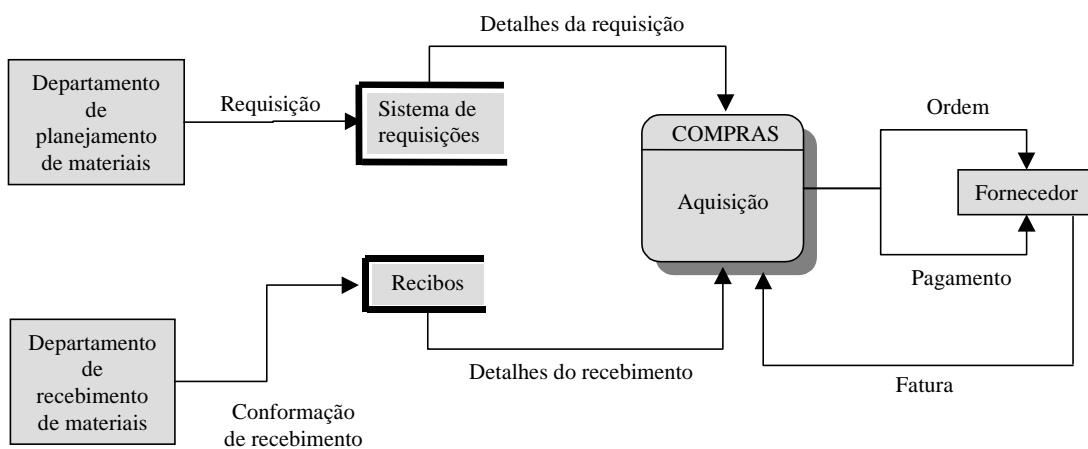 Detalhes da requisição
Departamento
de
planejamento
de materiais
Requisição
Sistema de
requisições
COMPRAS
Aquisição
Ordem
Fornecedor
Pagamento
Recibos
Departamento
de
recebimento
de materiais
Conformação
de recebimento
Detalhes do recebimento
Fatura